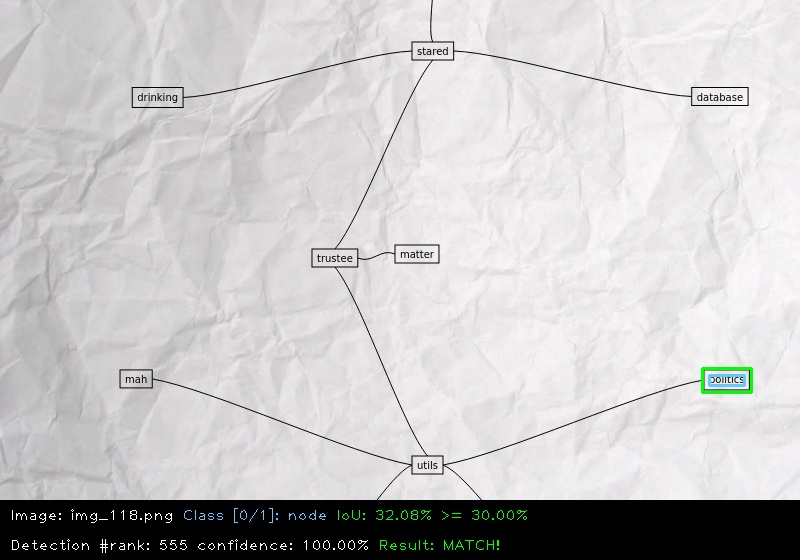 stared
drinking
database
trustee
matter
mah
politics
utils
Image: img_118.png Class [0/1]: node IoU: 32.08% >= 30.00%
Detection #rank: 555 confidence: 100.00% Result: MATCH!